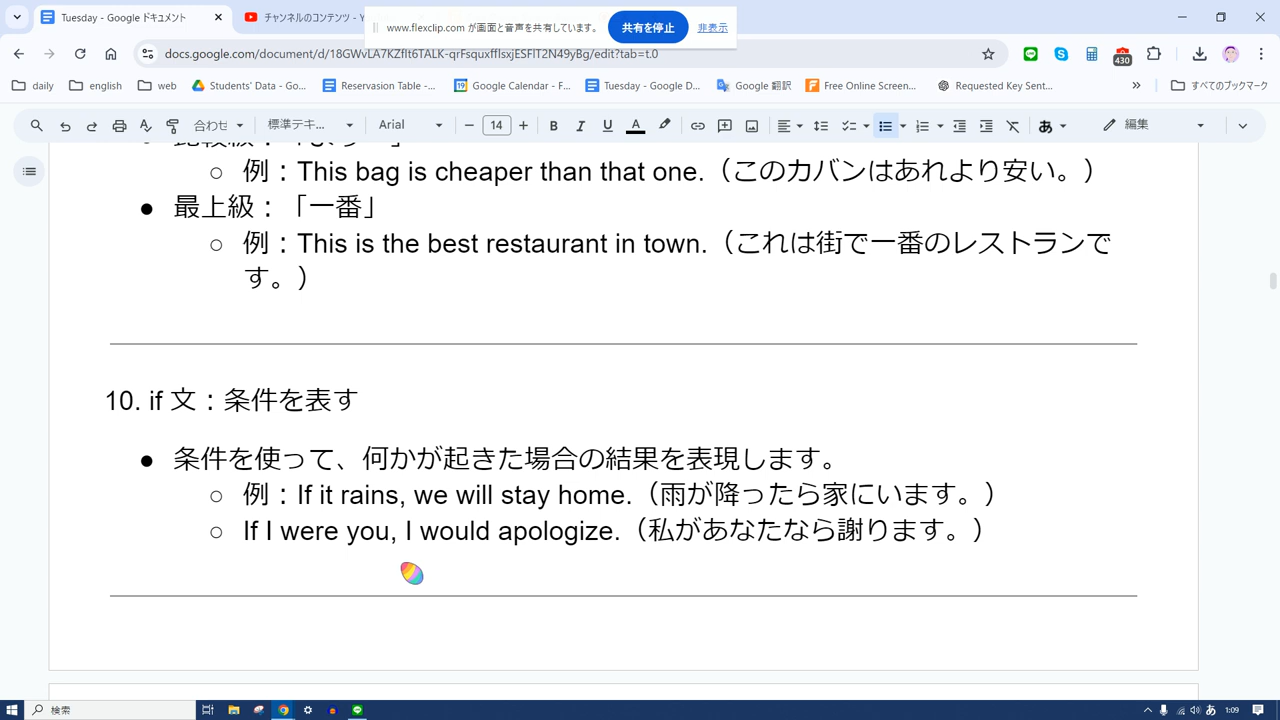 Tuesday - Google ドキュメント
チャンネルのコンテンツ - Y
www.flexclip.com が画面と音声を共有しています。
共有を停止
非表示
430
daily
english
web
Students' Data - Go...
Reservasion Table -...
Google Calendar - F...
Tuesday - Google D...
Google 翻訳
Free Online Screen...
Requested Key Sent...
すべてのブックマーク
合わせ
標準テキ...
Arial
14
編集
例：This bag is cheaper than that one.（このカバンはあれより安い。）
● 最上級：「一番」
○ 例：This is the best restaurant in town.（これは街で一番のレストランで
す。）
10. if 文：条件を表す
● 条件を使って、何かが起きた場合の結果を表現します。
○ 例：If it rains, we will stay home.（雨が降ったら家にいます。）
○ If I were you, I would apologize.（私があなたなら謝ります。）
検索
あ
1:09